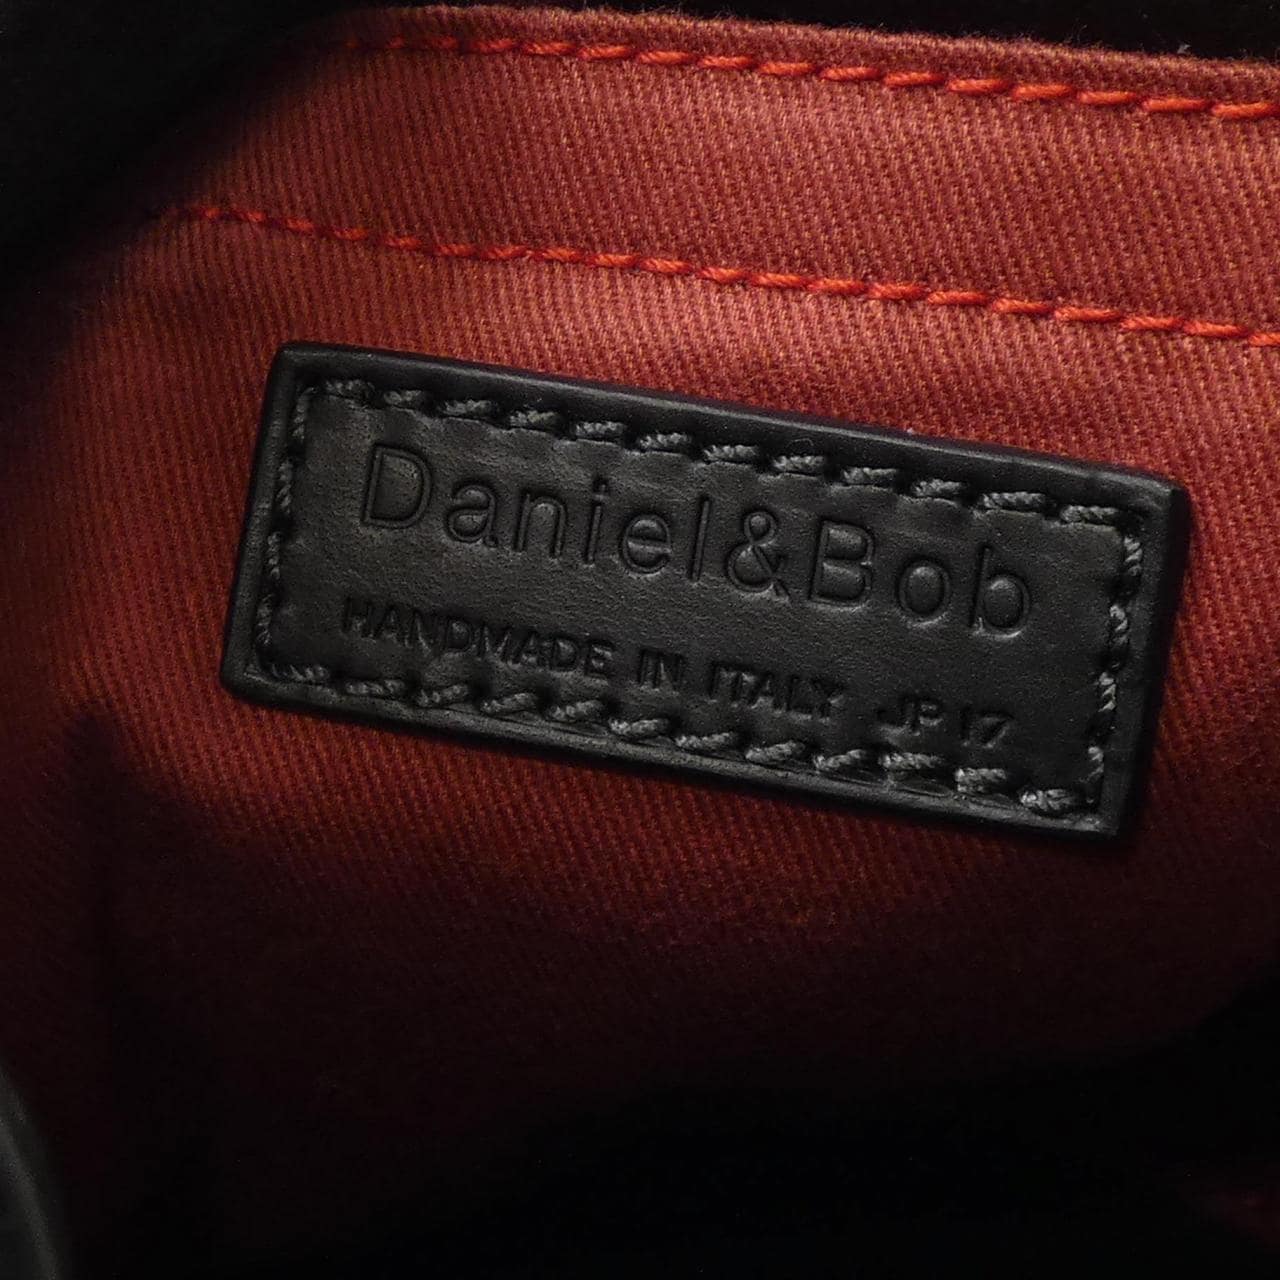 Daniel&Bob
HANDMADE IN ITALY JP 17